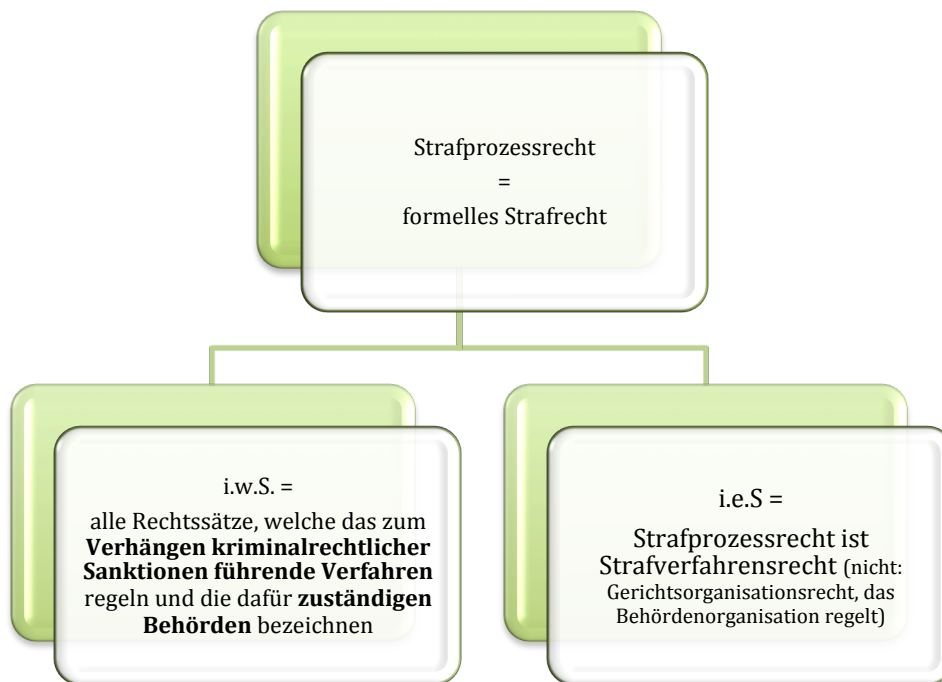 Strafprozessrecht
=
formelles Strafrecht
i.w.S. =
alle Rechtssätze, welche das zum
Verhängen kriminalrechtlicher
Sanktionen führende Verfahren
regeln und die dafür zuständigen
Behörden bezeichnen
i.e.S =
Strafprozessrecht ist
Strafverfahrensrecht (nicht:
Gerichtsorganisationsrecht, das
Behördenorganisation regelt)